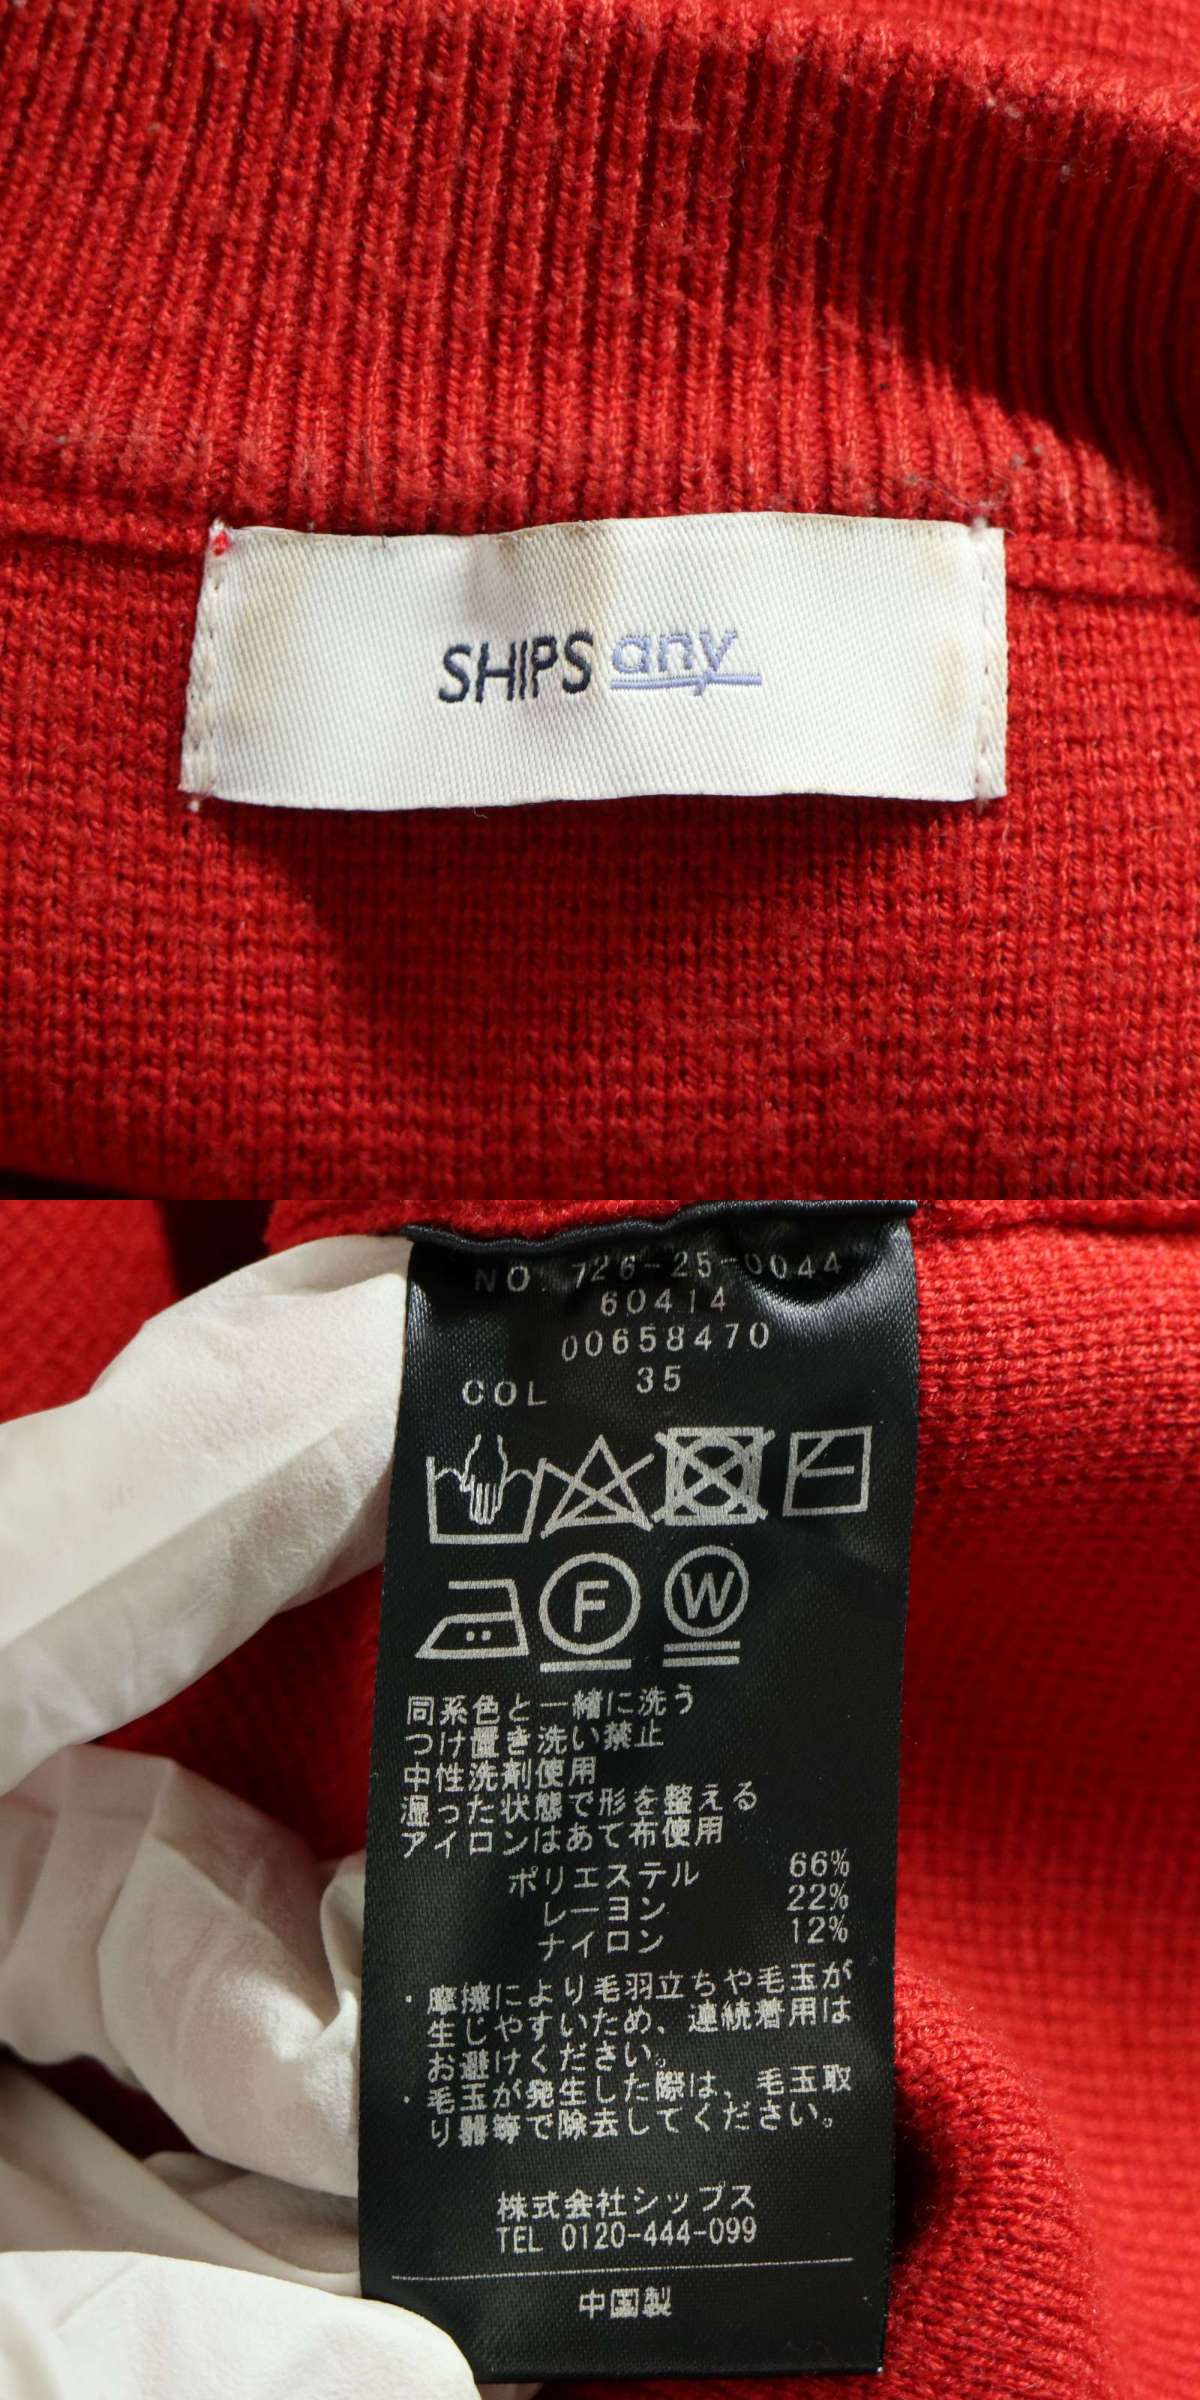 SHIPS any
NO. 726-25-0044
60414
00658470
COL 35
F W
同系色と一緒に洗う
つけ置き洗い禁止
中性洗剤使用
湿った状態で形を整える
アイロンはあて布使用
ポリエステル 66%
レーヨン 22%
ナイロン 12%
・摩擦により毛羽立ちや毛玉が
生じやすいため、連続着用は
お避けください。
・毛玉が発生した際は、毛玉取
り器等で除去してください。
株式会社シップス
TEL 0120-444-099
中国製